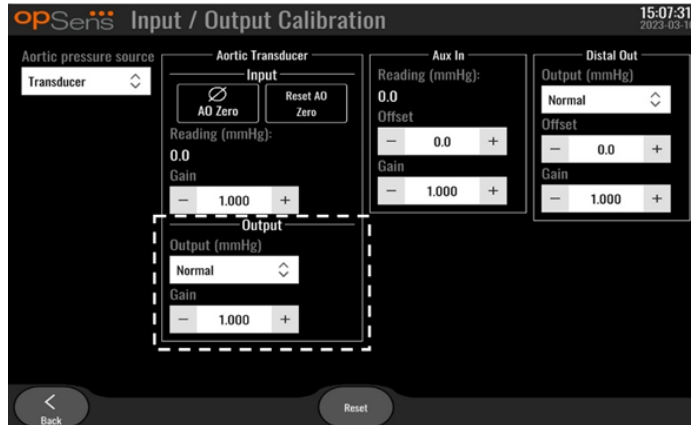 opSens Input / Output Calibration
15:07:31
2023-03-1
Aortic pressure source
Transducer
Aortic Transducer
Input
AO Zero
Reset AO
Zero
Reading (mmHg):
0.0
Gain
− 1.000 +
Output
Output (mmHg)
Normal
Gain
− 1.000 +
Aux In
Reading (mmHg):
0.0
Offset
− 0.0 +
Gain
− 1.000 +
Distal Out
Output (mmHg)
Normal
Offset
− 0.0 +
Gain
− 1.000 +
Back
Reset